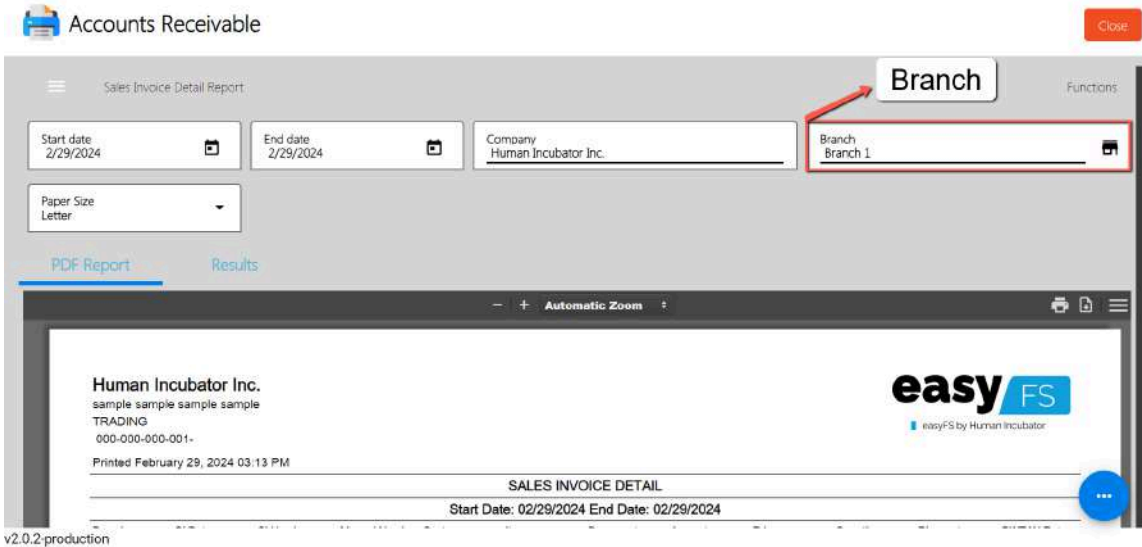 Accounts Receivable
Close
Branch
Sales Invoice Detail Report
Functions
Start date
2/29/2024
End date
2/29/2024
Company
Human Incubator Inc.
Branch
Branch 1
Paper Size
Letter
PDF Report
Results
− + Automatic Zoom
Human Incubator Inc.
sample sample sample sample
TRADING
000-000-000-001-
Printed February 29, 2024 03:13 PM
easyFS
easyFS by Human Incubator
SALES INVOICE DETAIL
Start Date: 02/29/2024 End Date: 02/29/2024
v2.0.2-production